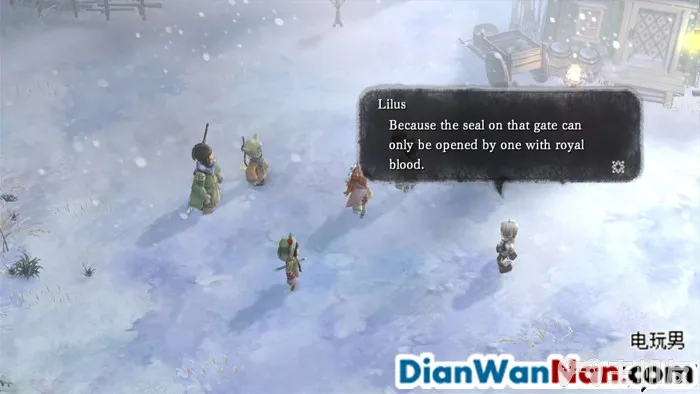 Lilus
Because the seal on that gate can
only be opened by one with royal
blood.
电玩男
DianWanNan.com